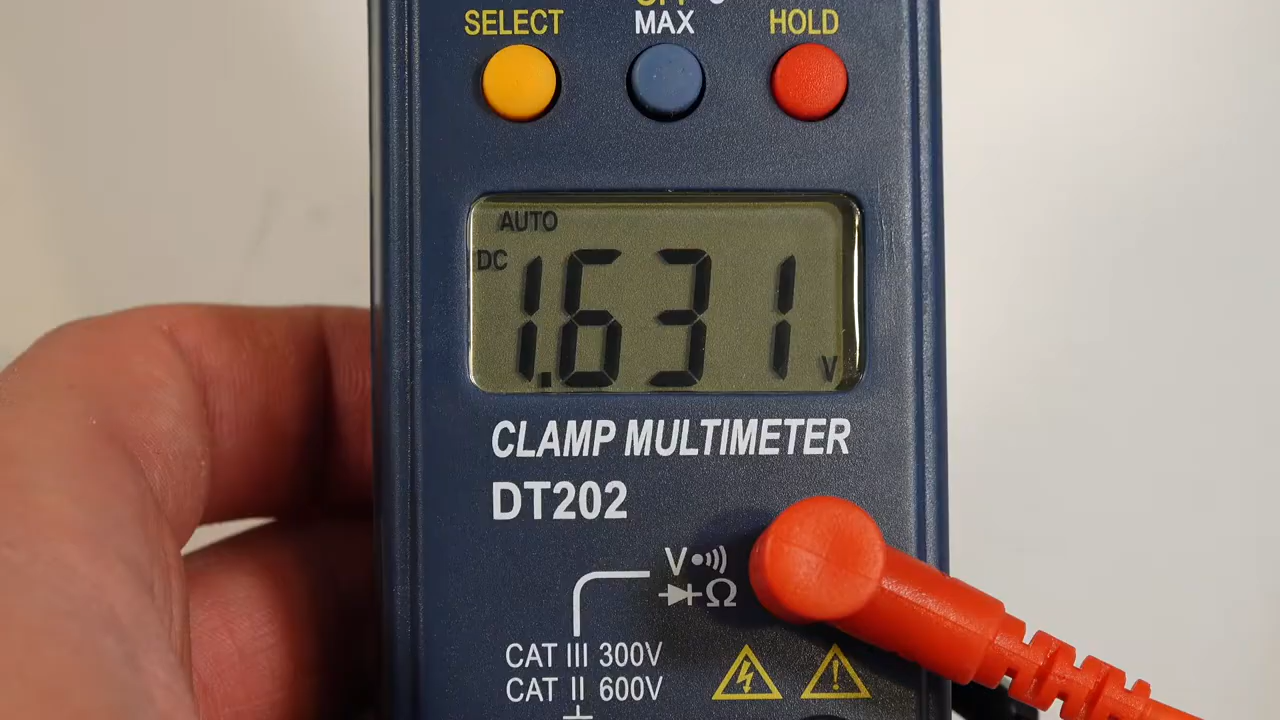 SELECT MAX HOLD
AUTO
DC 1.631 V
CLAMP MULTIMETER
DT202
V
Ω
CAT III 300V
CAT II 600V